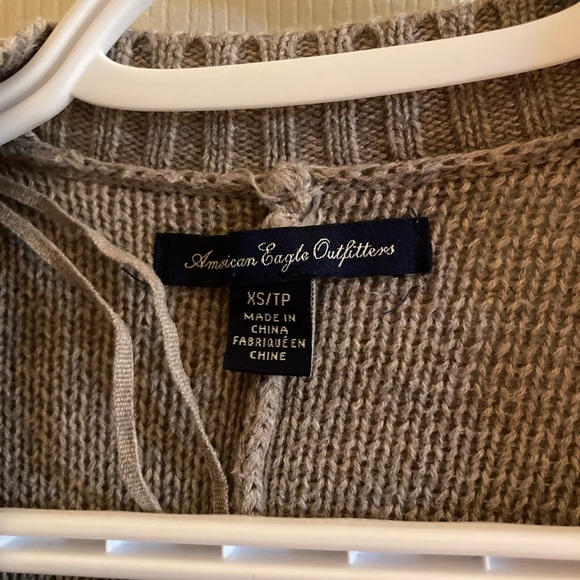 American Eagle Outfitters
XS/TP
MADE IN
CHINA
FABRIQUÉ EN
CHINE